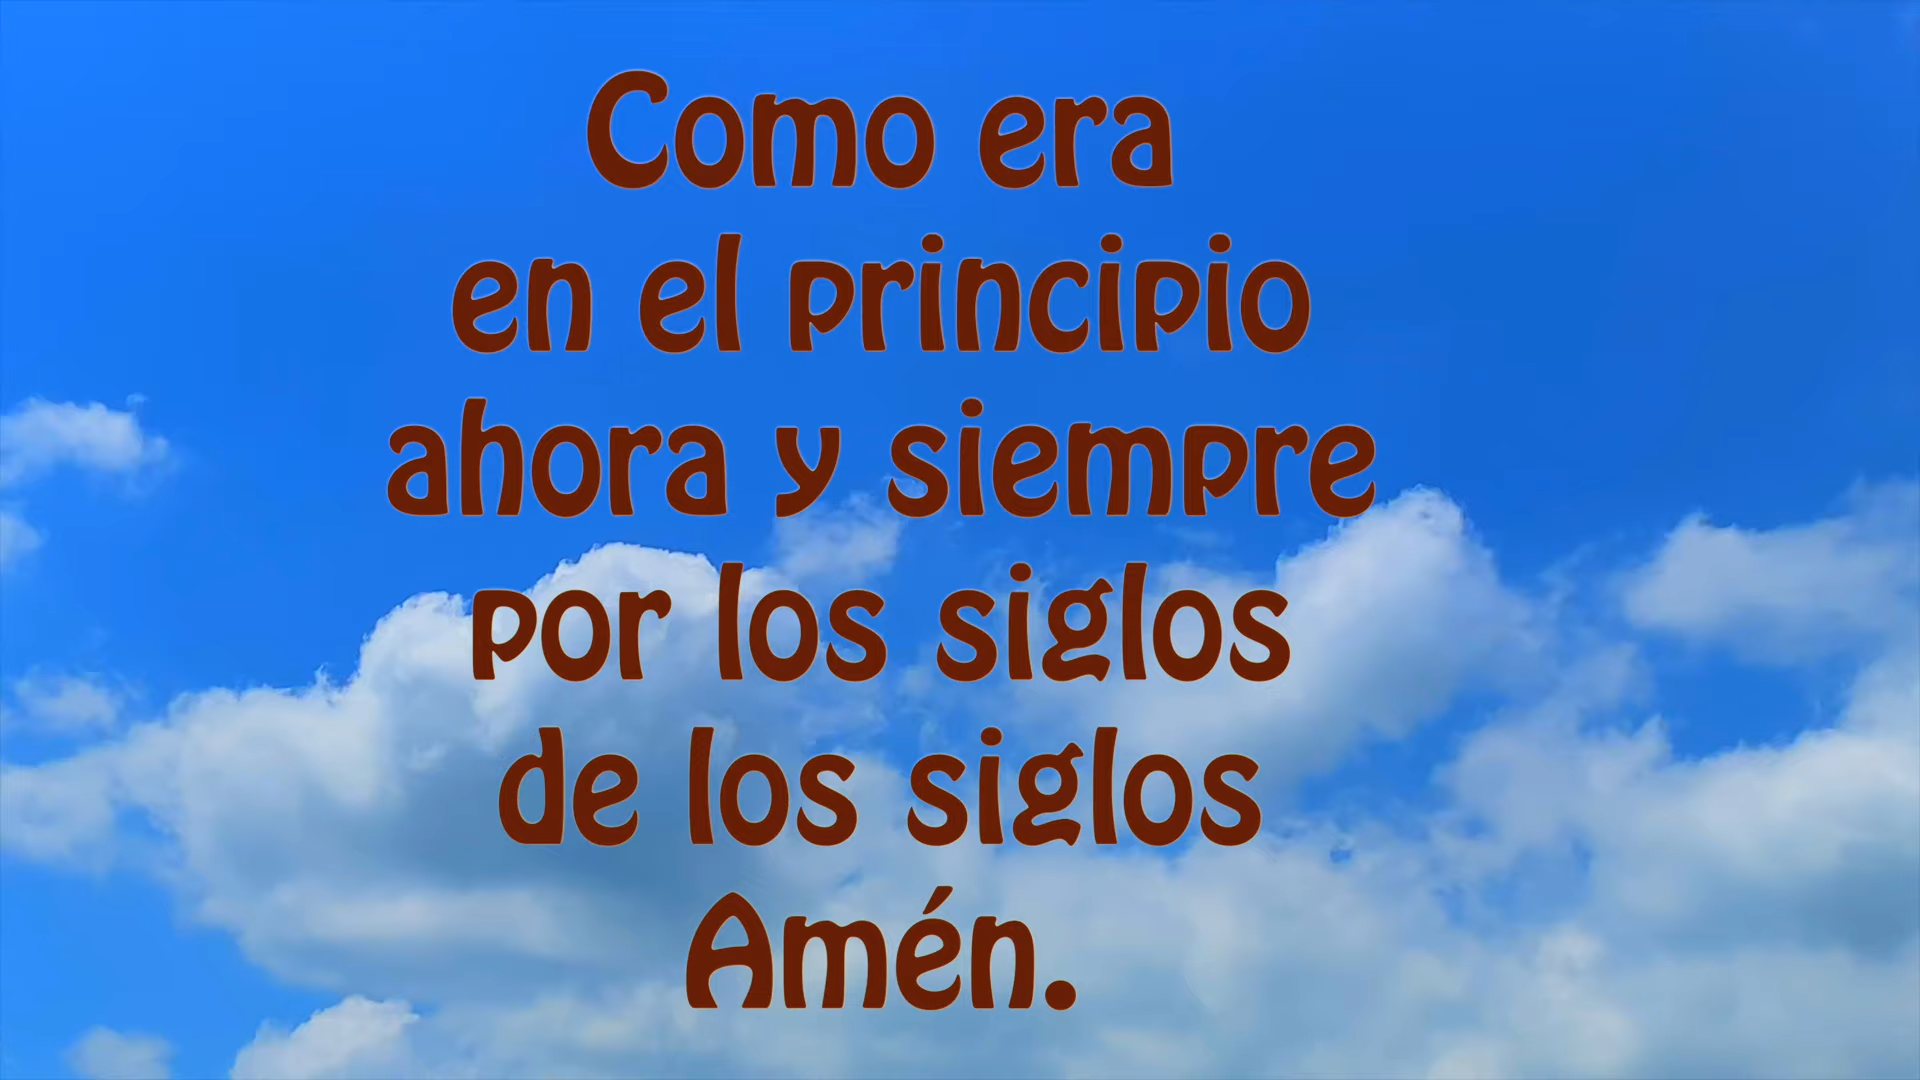 Como era
en el principio
ahora y siempre
por los siglos
de los siglos
Amén.